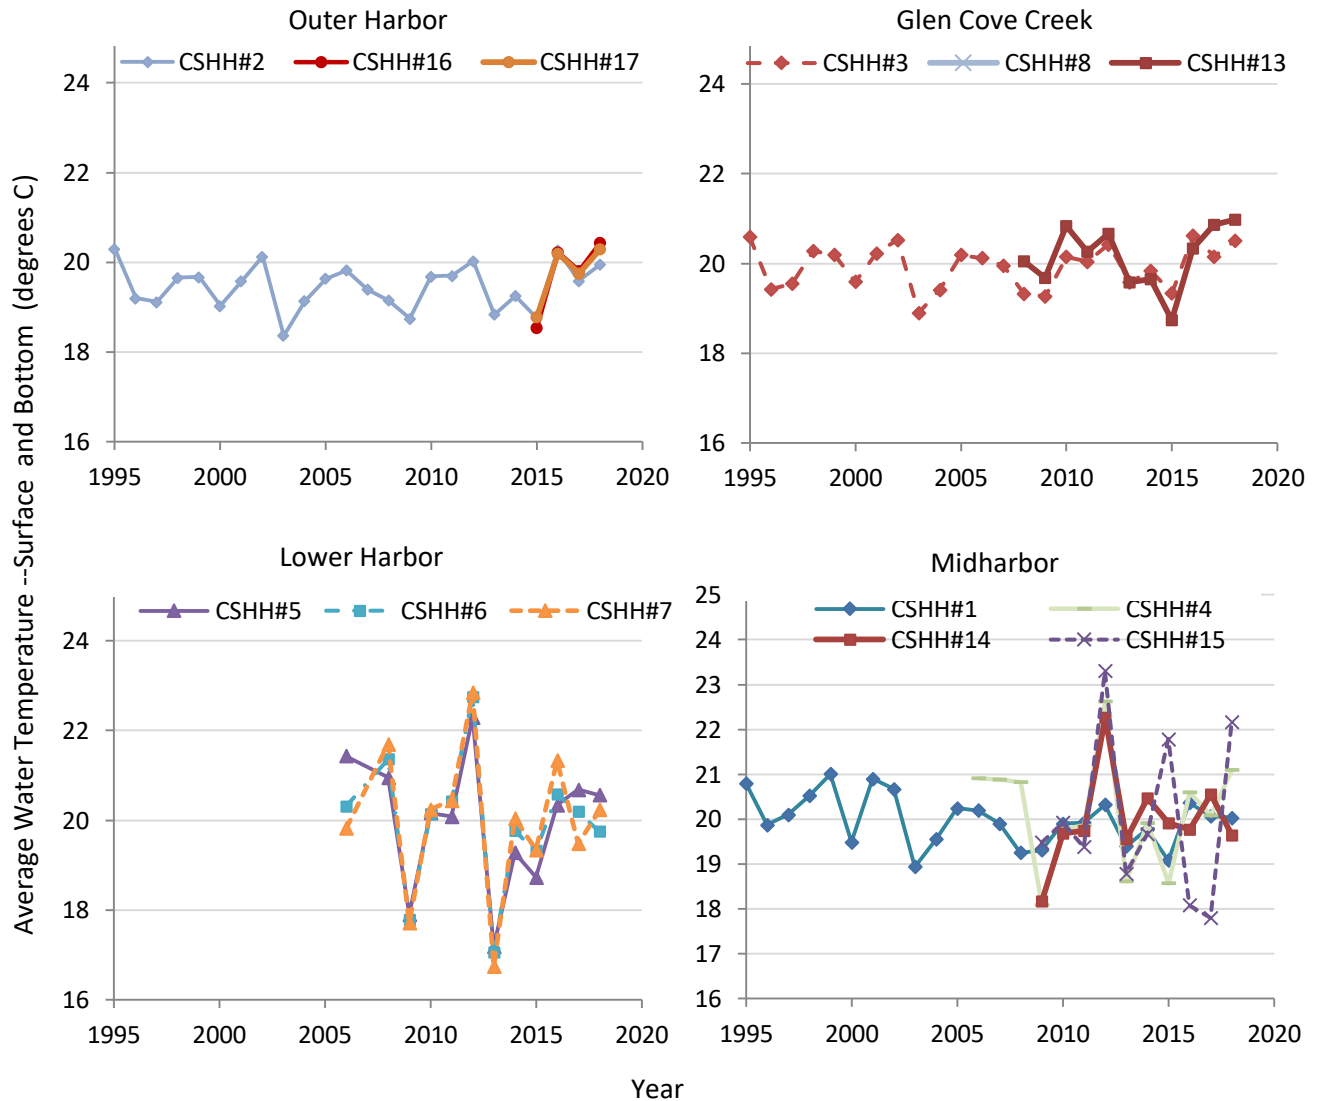 Outer Harbor
CSHH#2 CSHH#16 CSHH#17
24
22
20
18
16
1995 2000 2005 2010 2015 2020
Glen Cove Creek
CSHH#3 CSHH#8 CSHH#13
24
22
20
18
16
1995 2000 2005 2010 2015 2020
Average Water Temperature --Surface and Bottom (degrees C)
Lower Harbor
CSHH#5 CSHH#6 CSHH#7
24
22
20
18
16
1995 2000 2005 2010 2015 2020
Midharbor
CSHH#1 CSHH#4
CSHH#14 CSHH#15
25
24
23
22
21
20
19
18
17
16
1995 2000 2005 2010 2015 2020
Year